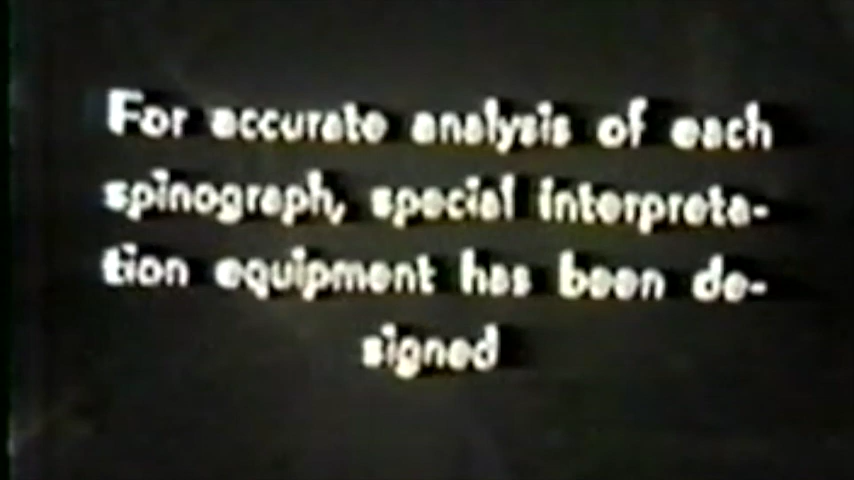 For accurate analysis of each
spinograph, special interpreta-
tion equipment has been de-
signed